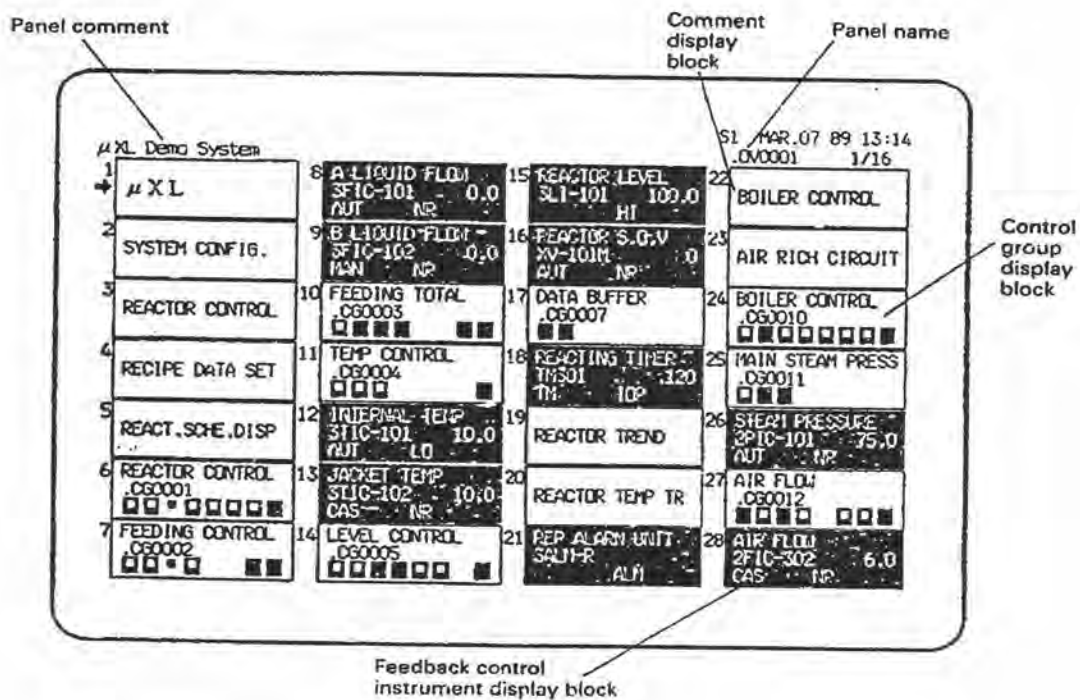 Panel comment
Comment
display
block
Panel name
μXL Demo System
S1 MAR.07 89 13:14
.OV0001 1/16
1 μXL
2 SYSTEM CONFIG.
3 REACTOR CONTROL
4 RECIPE DATA SET
5 REACT.SCHE.DISP
6 REACTOR CONTROL
.CG0001
7 FEEDING CONTROL
.CG0002
8 A LIQUID FLOW
SFIC-101 0.0
AUT NR
9 B LIQUID FLOW
SFIC-102 0.0
MAN NR
10 FEEDING TOTAL
.CG0003
11 TEMP CONTROL
.CG0004
12 INTERNAL TEMP
STIC-101 10.0
AUT LO
13 JACKET TEMP
STIC-102 10.0
CAS NR
14 LEVEL CONTROL
.CG0005
15 REACTOR LEVEL
SLI-101 100.0
HI
16 REACTOR S.O.V
XV-101M 0
AUT NR
17 DATA BUFFER
.CG0007
18 REACTING TIMER
TMS01 120
TM
19 REACTOR TREND
20 REACTOR TEMP TR
21 REP ALARM UNIT
SALM-R
ALM
22 BOILER CONTROL
23 AIR RICH CIRCUIT
24 BOILER CONTROL
.CG0010
25 MAIN STEAM PRESS
.CG0011
26 STEAM PRESSURE
2PIC-101 75.0
AUT NR
27 AIR FLOW
.CG0012
28 AIR FLOW
2FIC-302 6.0
CAS NR
Control
group
display
block
Feedback control
instrument display block